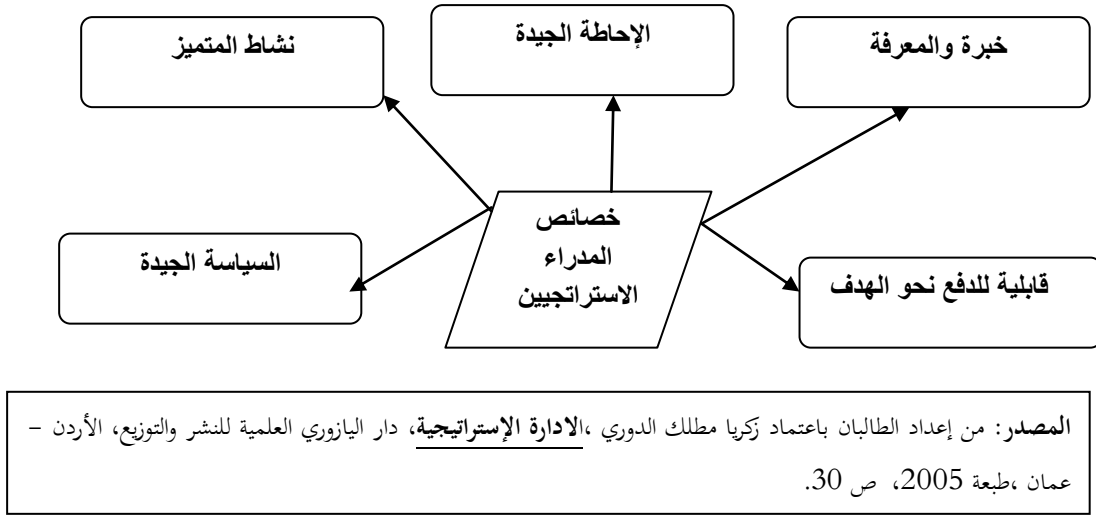 خبرة والمعرفة
الإحاطة الجيدة
نشاط المتميز
خصائص
المدراء
الاستراتجيين
قابلية للدفع نحو الهدف
السياسة الجيدة
المصدر: من إعداد الطالبان باعتماد زكريا مطلك الدوري ،الادارة الإستراتيجية، دار اليازوري العلمية للنشر والتوزيع، الأردن –
عمان ،طبعة 2005، ص 30.